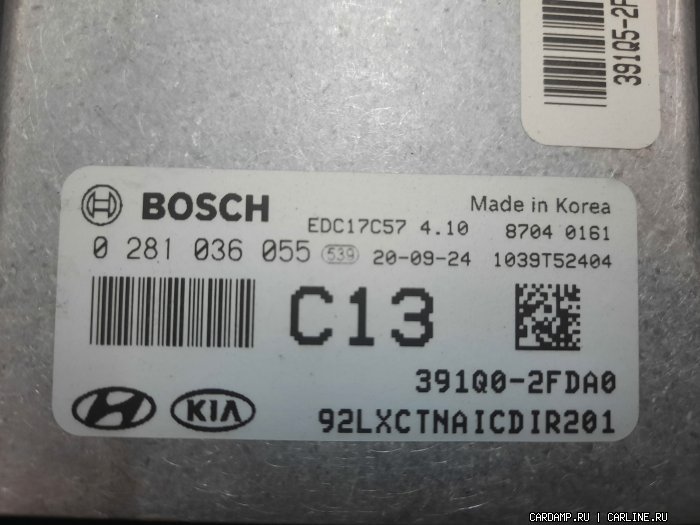 391Q5-2F
BOSCH
Made in Korea
EDC17C57 4.10 8704 0161
0 281 036 055 539 20-09-24 1039T52404
C13
391Q0-2FDA0
KIA 92LXCTNAICDIR201
CARDAMP.RU | CARLINE.RU